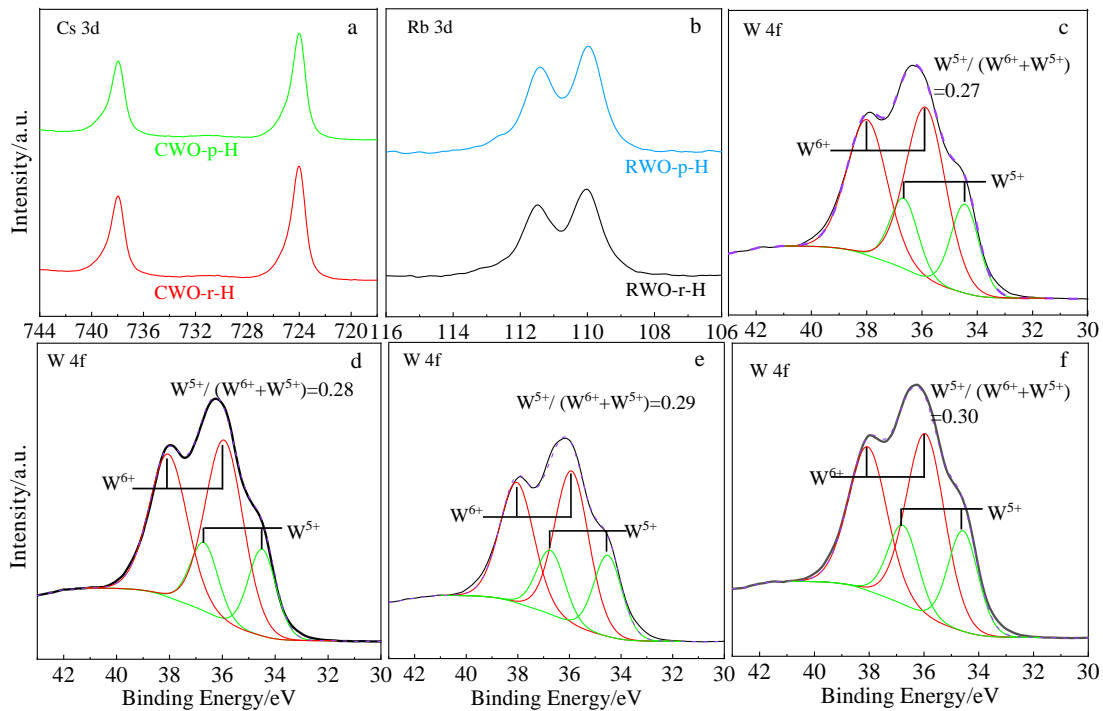 Cs 3d
a
CWO-p-H
CWO-r-H
Intensity/a.u.
744 740 736 732 728 724 720
Rb 3d
b
RWO-p-H
RWO-r-H
116 114 112 110 108 106
W 4f
c
W⁵⁺/ (W⁶⁺+W⁵⁺)
=0.27
W⁶⁺
W⁵⁺
42 40 38 36 34 32 30
W 4f
d
W⁵⁺/ (W⁶⁺+W⁵⁺)=0.28
W⁶⁺
W⁵⁺
Intensity/a.u.
42 40 38 36 34 32 30
Binding Energy/eV
W 4f
e
W⁵⁺/ (W⁶⁺+W⁵⁺)=0.29
W⁶⁺
W⁵⁺
42 40 38 36 34 32 30
Binding Energy/eV
W 4f
f
W⁵⁺/ (W⁶⁺+W⁵⁺)
=0.30
W⁶⁺
W⁵⁺
42 40 38 36 34 32 30
Binding Energy/eV